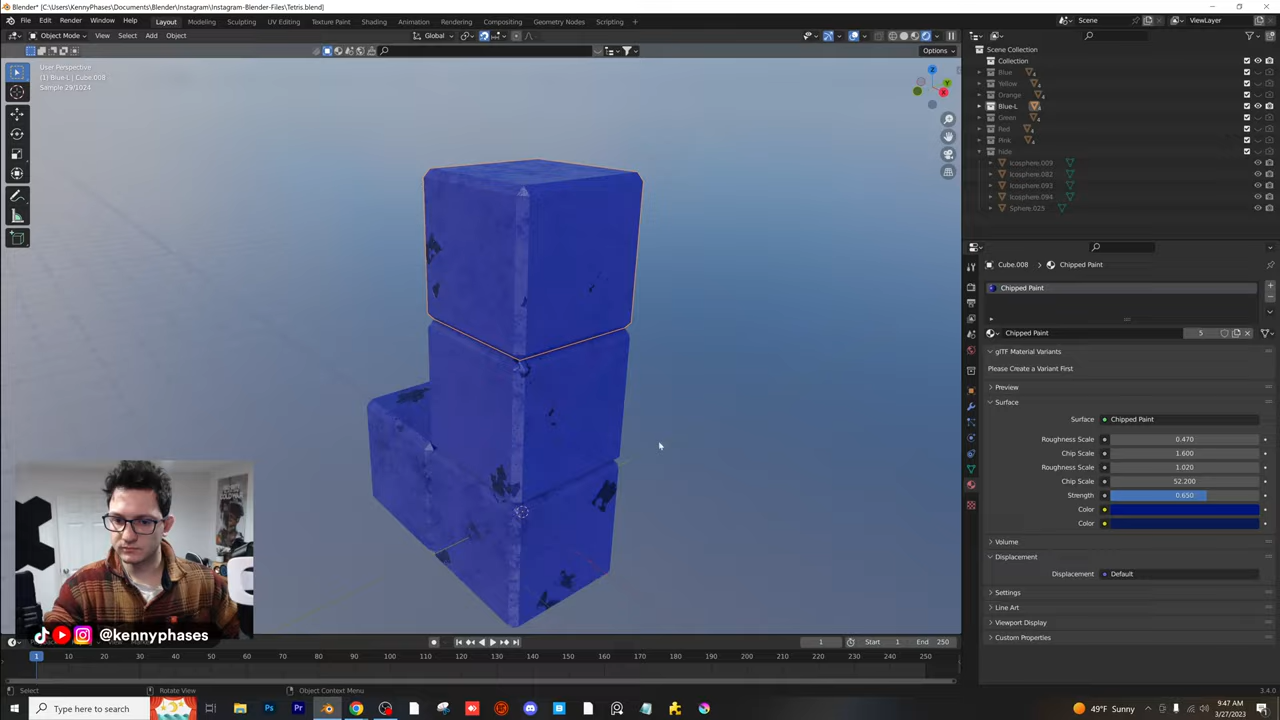 Blender* [C:\Users\KennyPhases\Documents\Blender\Instagram\Instagram-Blender-Files\Tetris.blend]
File Edit Render Window Help Layout Modeling Sculpting UV Editing Texture Paint Shading Animation Rendering Compositing Geometry Nodes Scripting Scene ViewLayer
Object Mode View Select Add Object Global
Options
User Perspective
(1) Blue-L | Cube.008
Sample 29/1024
Z
Y
X
Scene Collection
Collection
Blue
Yellow
Orange
Blue-L
Green
Red
Pink
hide
Icosphere.009
Icosphere.082
Icosphere.093
Icosphere.094
Sphere.025
Cube.008 > Chipped Paint
Chipped Paint
Chipped Paint 5
glTF Material Variants
Please Create a Variant First
Preview
Surface
Surface Chipped Paint
Roughness Scale 0.470
Chip Scale 1.600
Roughness Scale 1.020
Chip Scale 52.200
Strength 0.650
Color
Color
Volume
Displacement
Displacement Default
Settings
Line Art
Viewport Display
Custom Properties
@kennyphases
1 Start 1 End 250
1 10 20 30 40 50 60 70 80 90 100 110 120 130 140 150 160 170 180 190 200 210 220 230 240 250
Select Rotate View Object Context Menu 3.4.0
Type here to search
49°F Sunny
9:47 AM
3/27/2023